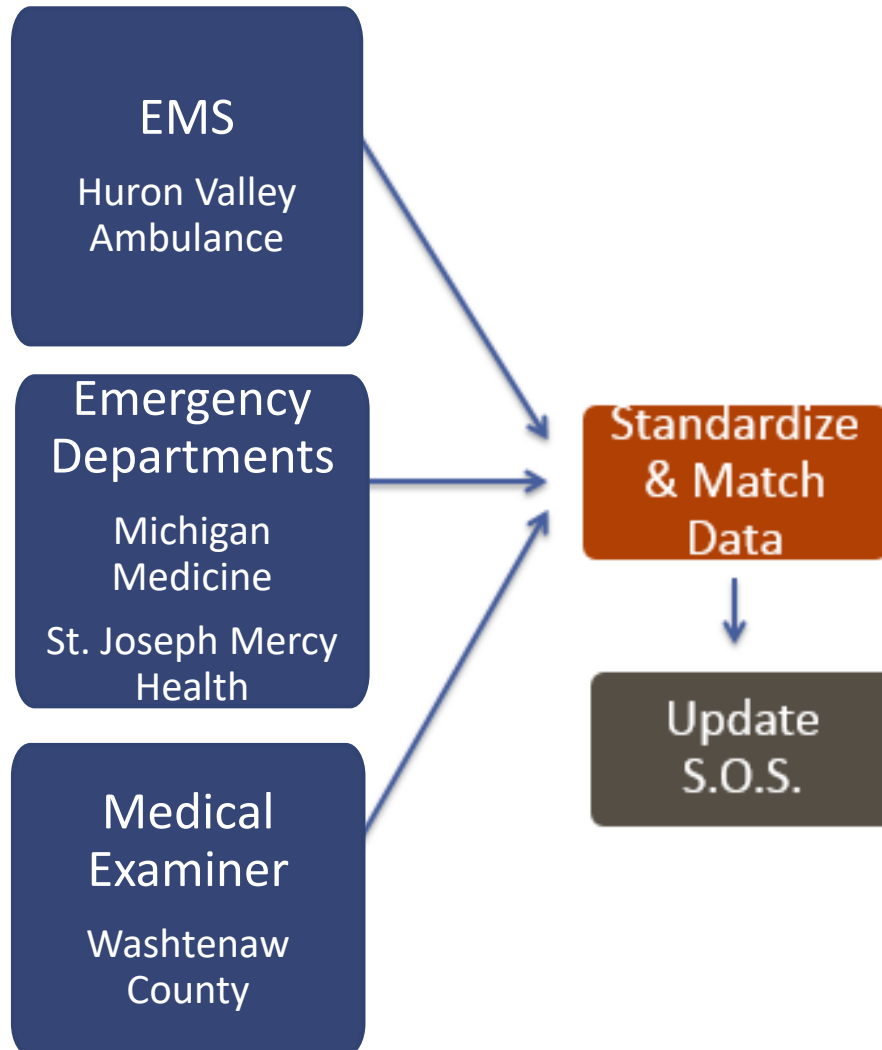 EMS
Huron Valley
Ambulance
Emergency
Departments
Michigan
Medicine
St. Joseph Mercy
Health
Medical
Examiner
Washtenaw
County
Standardize
& Match
Data
Update
S.O.S.